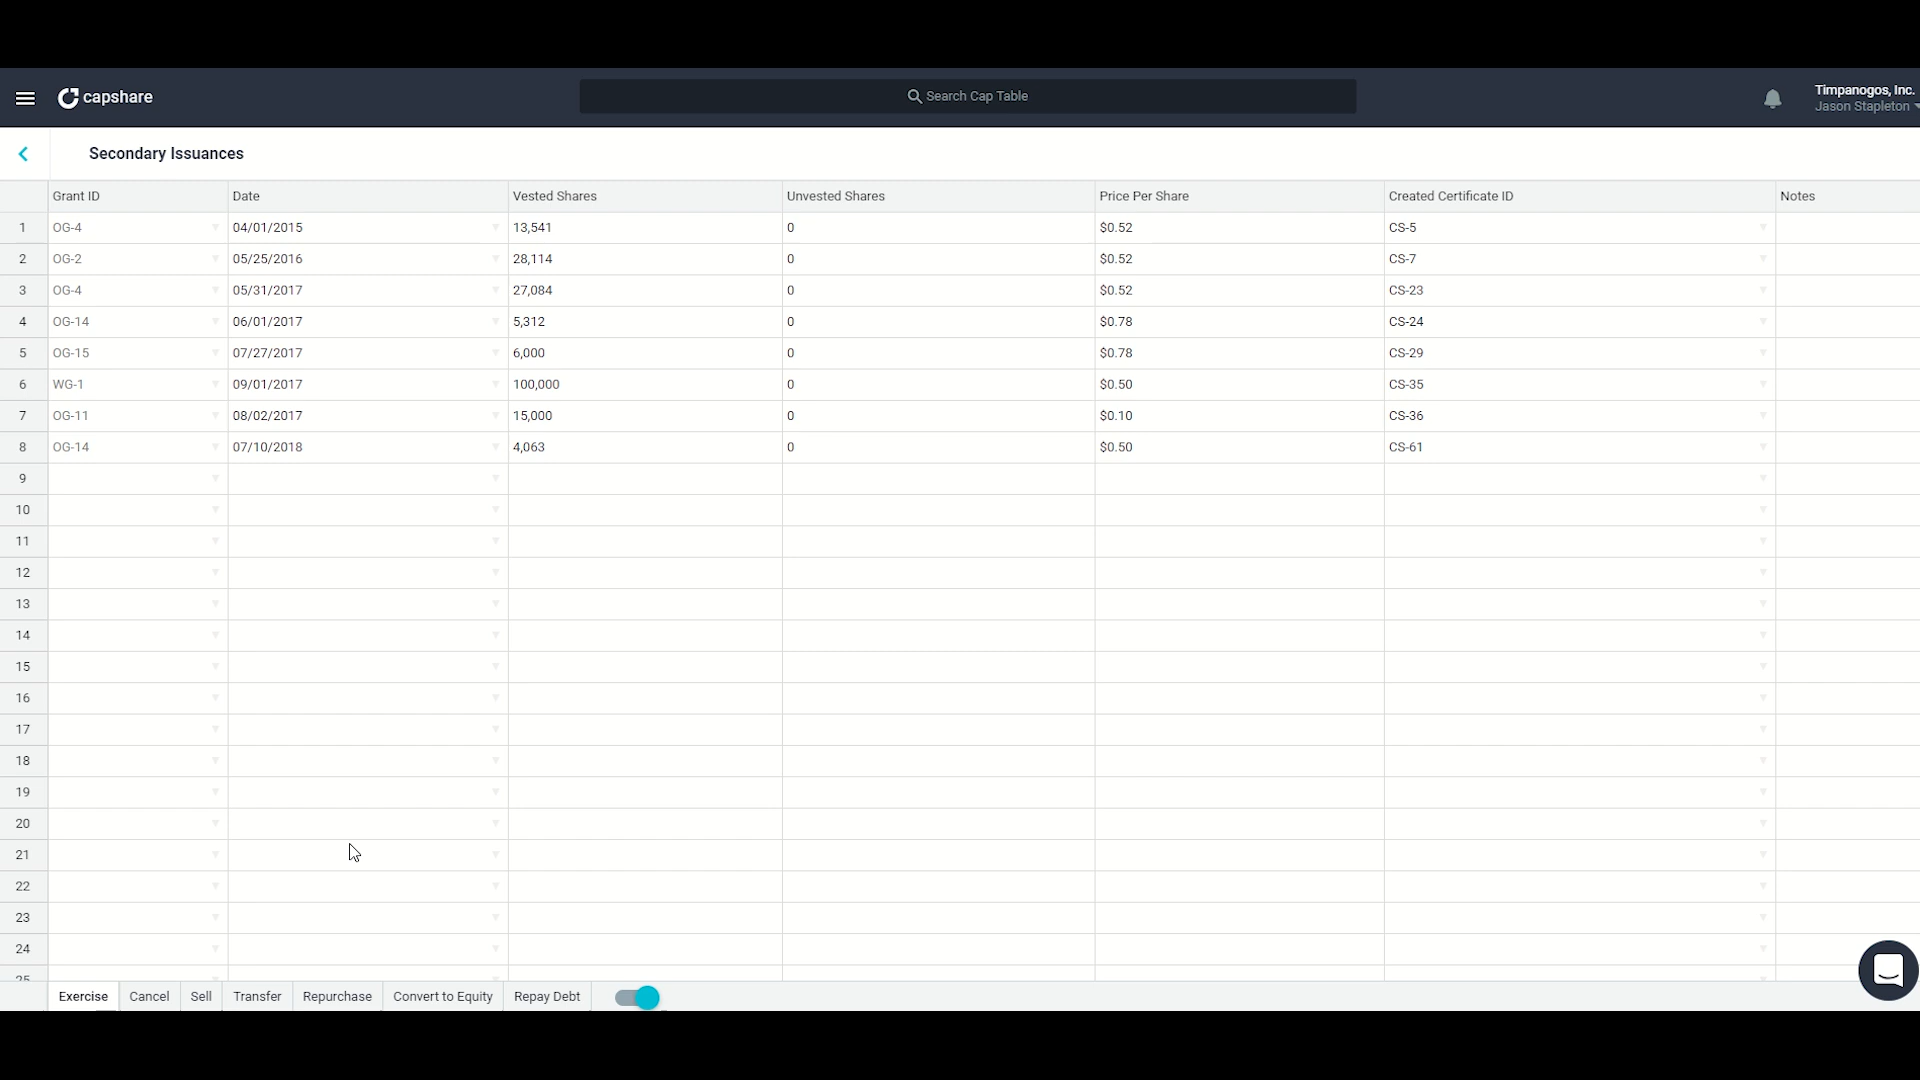 capshare
Search Cap Table
Timpanogos, Inc.
Jason Stapleton
Secondary Issuances
Grant ID Date Vested Shares Unvested Shares Price Per Share Created Certificate ID Notes
1 OG-4 04/01/2015 13,541 0 $0.52 CS-5
2 OG-2 05/25/2016 28,114 0 $0.52 CS-7
3 OG-4 05/31/2017 27,084 0 $0.52 CS-23
4 OG-14 06/01/2017 5,312 0 $0.78 CS-24
5 OG-15 07/27/2017 6,000 0 $0.78 CS-29
6 WG-1 09/01/2017 100,000 0 $0.50 CS-35
7 OG-11 08/02/2017 15,000 0 $0.10 CS-36
8 OG-14 07/10/2018 4,063 0 $0.50 CS-61
9
10
11
12
13
14
15
16
17
18
19
20
21
22
23
24
25
Exercise Cancel Sell Transfer Repurchase Convert to Equity Repay Debt